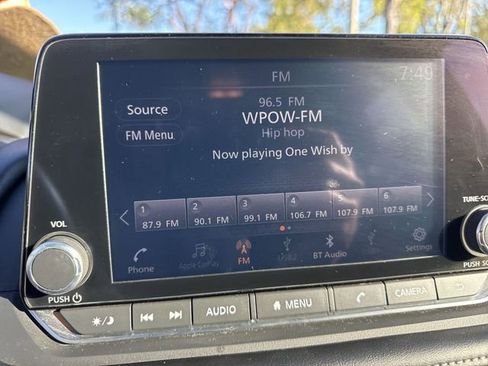 FM
7:49
Source
96.5 FM
WPOW-FM
FM Menu
Hip hop
Now playing One Wish by
1 2 3 4 5 6
87.9 FM 90.1 FM 99.1 FM 106.7 FM 107.9 FM 107.9 FM
Phone Apple CarPlay FM BT Audio Settings
VOL
PUSH
TUNE-SC
PUSH SO
AUDIO MENU CAMERA